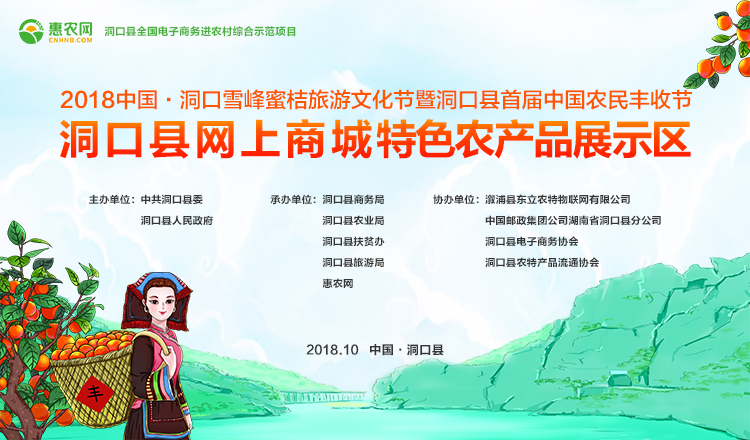 惠农网 洞口县全国电子商务进农村综合示范项目
CNHNB.COM
2018中国·洞口雪峰蜜桔旅游文化节暨洞口县首届中国农民丰收节
洞口县网上商城特色农产品展示区
主办单位：中共洞口县委
洞口县人民政府
承办单位：洞口县商务局
洞口县农业局
洞口县扶贫办
洞口县旅游局
惠农网
协办单位：溆浦县东立农特物联网有限公司
中国邮政集团公司湖南省洞口县分公司
洞口县电子商务协会
洞口县农特产品流通协会
2018.10 中国·洞口县
丰